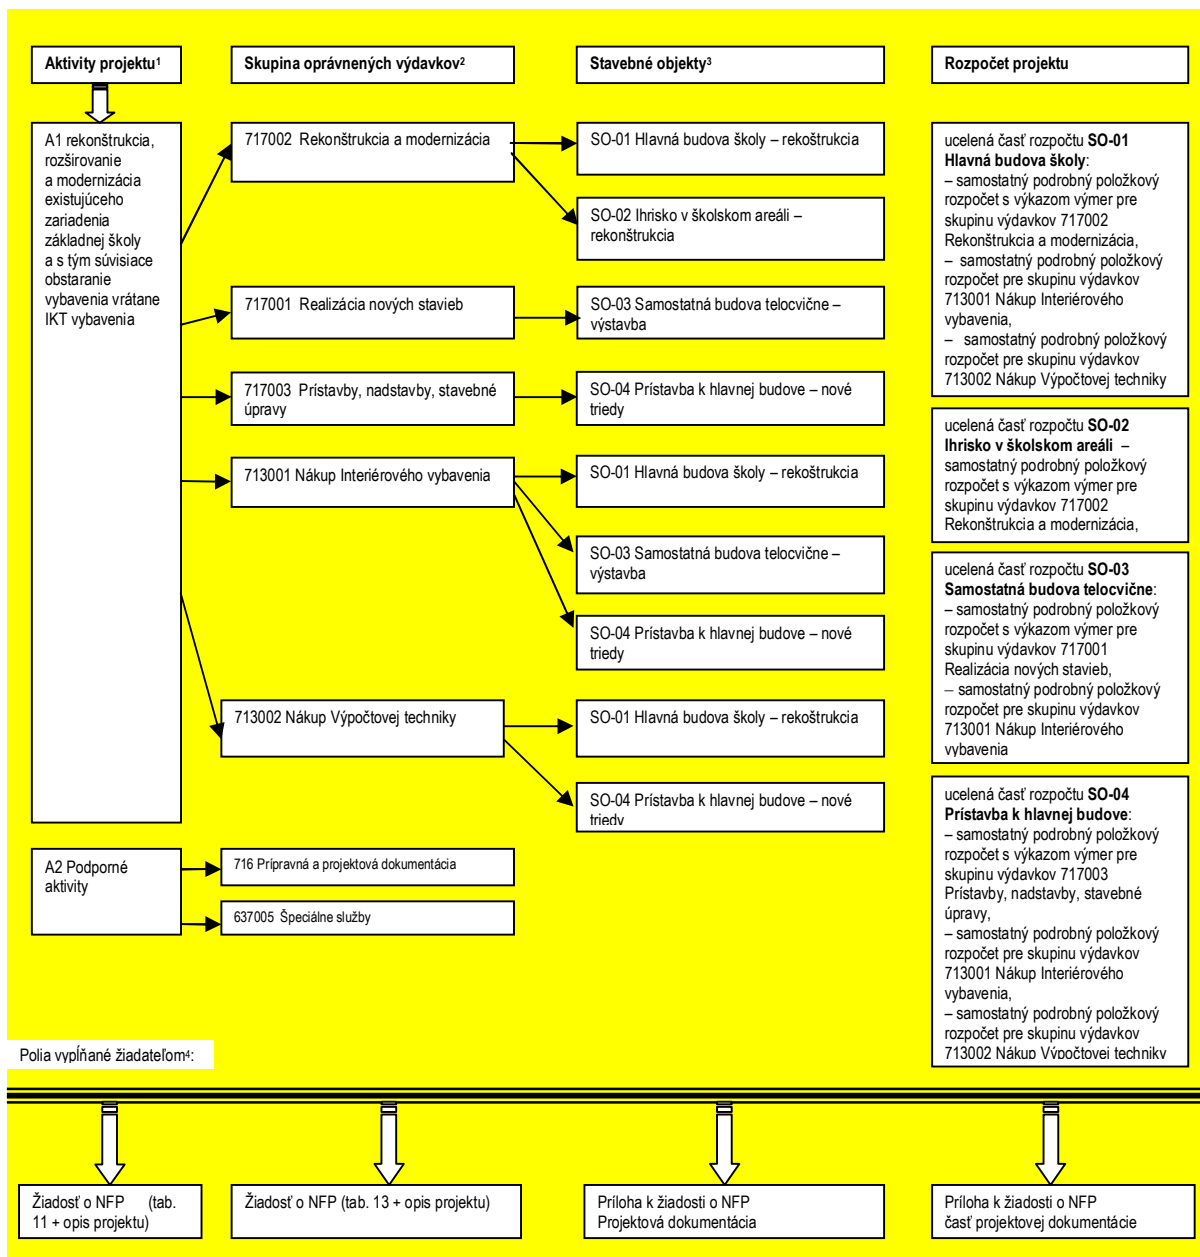 Aktivity projektu¹
Skupina oprávnených výdavkov²
Stavebné objekty³
Rozpočet projektu
A1 rekonštrukcia,
rozširovanie
a modernizácia
existujúceho
zariadenia
základnej školy
a s tým súvisiace
obstaranie
vybavenia vrátane
IKT vybavenia
717002 Rekonštrukcia a modernizácia
717001 Realizácia nových stavieb
717003 Prístavby, nadstavby, stavebné
úpravy
713001 Nákup Interiérového vybavenia
713002 Nákup Výpočtovej techniky
SO-01 Hlavná budova školy – rekoštrukcia
SO-02 Ihrisko v školskom areáli –
rekonštrukcia
SO-03 Samostatná budova telocvične –
výstavba
SO-04 Prístavba k hlavnej budove – nové
triedy
SO-01 Hlavná budova školy – rekoštrukcia
SO-03 Samostatná budova telocvične –
výstavba
SO-04 Prístavba k hlavnej budove – nové
triedy
SO-01 Hlavná budova školy – rekoštrukcia
SO-04 Prístavba k hlavnej budove – nové
triedy
ucelená časť rozpočtu SO-01
Hlavná budova školy:
– samostatný podrobný položkový
rozpočet s výkazom výmer pre
skupinu výdavkov 717002
Rekonštrukcia a modernizácia,
– samostatný podrobný položkový
rozpočet pre skupinu výdavkov
713001 Nákup Interiérového
vybavenia,
– samostatný podrobný položkový
rozpočet pre skupinu výdavkov
713002 Nákup Výpočtovej techniky
ucelená časť rozpočtu SO-02
Ihrisko v školskom areáli –
samostatný podrobný položkový
rozpočet s výkazom výmer pre
skupinu výdavkov 717002
Rekonštrukcia a modernizácia,
ucelená časť rozpočtu SO-03
Samostatná budova telocvične:
– samostatný podrobný položkový
rozpočet s výkazom výmer pre
skupinu výdavkov 717001
Realizácia nových stavieb,
– samostatný podrobný položkový
rozpočet pre skupinu výdavkov
713001 Nákup Interiérového
vybavenia
ucelená časť rozpočtu SO-04
Prístavba k hlavnej budove:
– samostatný podrobný položkový
rozpočet s výkazom výmer pre
skupinu výdavkov 717003
Prístavby, nadstavby, stavebné
úpravy,
– samostatný podrobný položkový
rozpočet pre skupinu výdavkov
713001 Nákup Interiérového
vybavenia,
– samostatný podrobný položkový
rozpočet pre skupinu výdavkov
713002 Nákup Výpočtovej techniky
A2 Podporné
aktivity
716 Prípravná a projektová dokumentácia
637005 Špeciálne služby
Polia vypĺňané žiadateľom⁴:
Žiadosť o NFP (tab.
11 + opis projektu)
Žiadosť o NFP (tab. 13 + opis projektu)
Príloha k žiadosti o NFP
Projektová dokumentácia
Príloha k žiadosti o NFP
časť projektovej dokumentácie